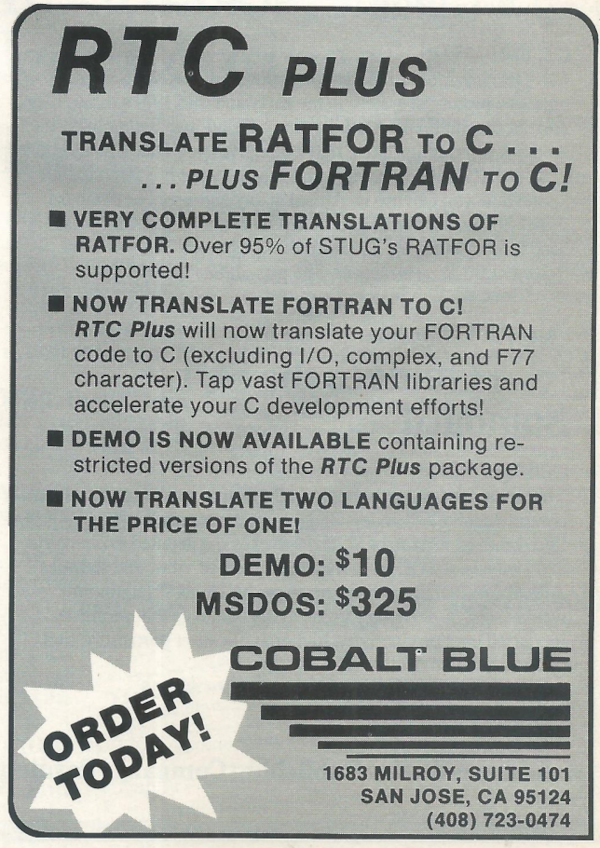 RTC PLUS
TRANSLATE RATFOR TO C . . .
. . . PLUS FORTRAN TO C!
■ VERY COMPLETE TRANSLATIONS OF
RATFOR. Over 95% of STUG's RATFOR is
supported!
■ NOW TRANSLATE FORTRAN TO C!
RTC Plus will now translate your FORTRAN
code to C (excluding I/O, complex, and F77
character). Tap vast FORTRAN libraries and
accelerate your C development efforts!
■ DEMO IS NOW AVAILABLE containing re-
stricted versions of the RTC Plus package.
■ NOW TRANSLATE TWO LANGUAGES FOR
THE PRICE OF ONE!
DEMO: $10
MSDOS: $325
ORDER
TODAY!
COBALT BLUE
1683 MILROY, SUITE 101
SAN JOSE, CA 95124
(408) 723-0474